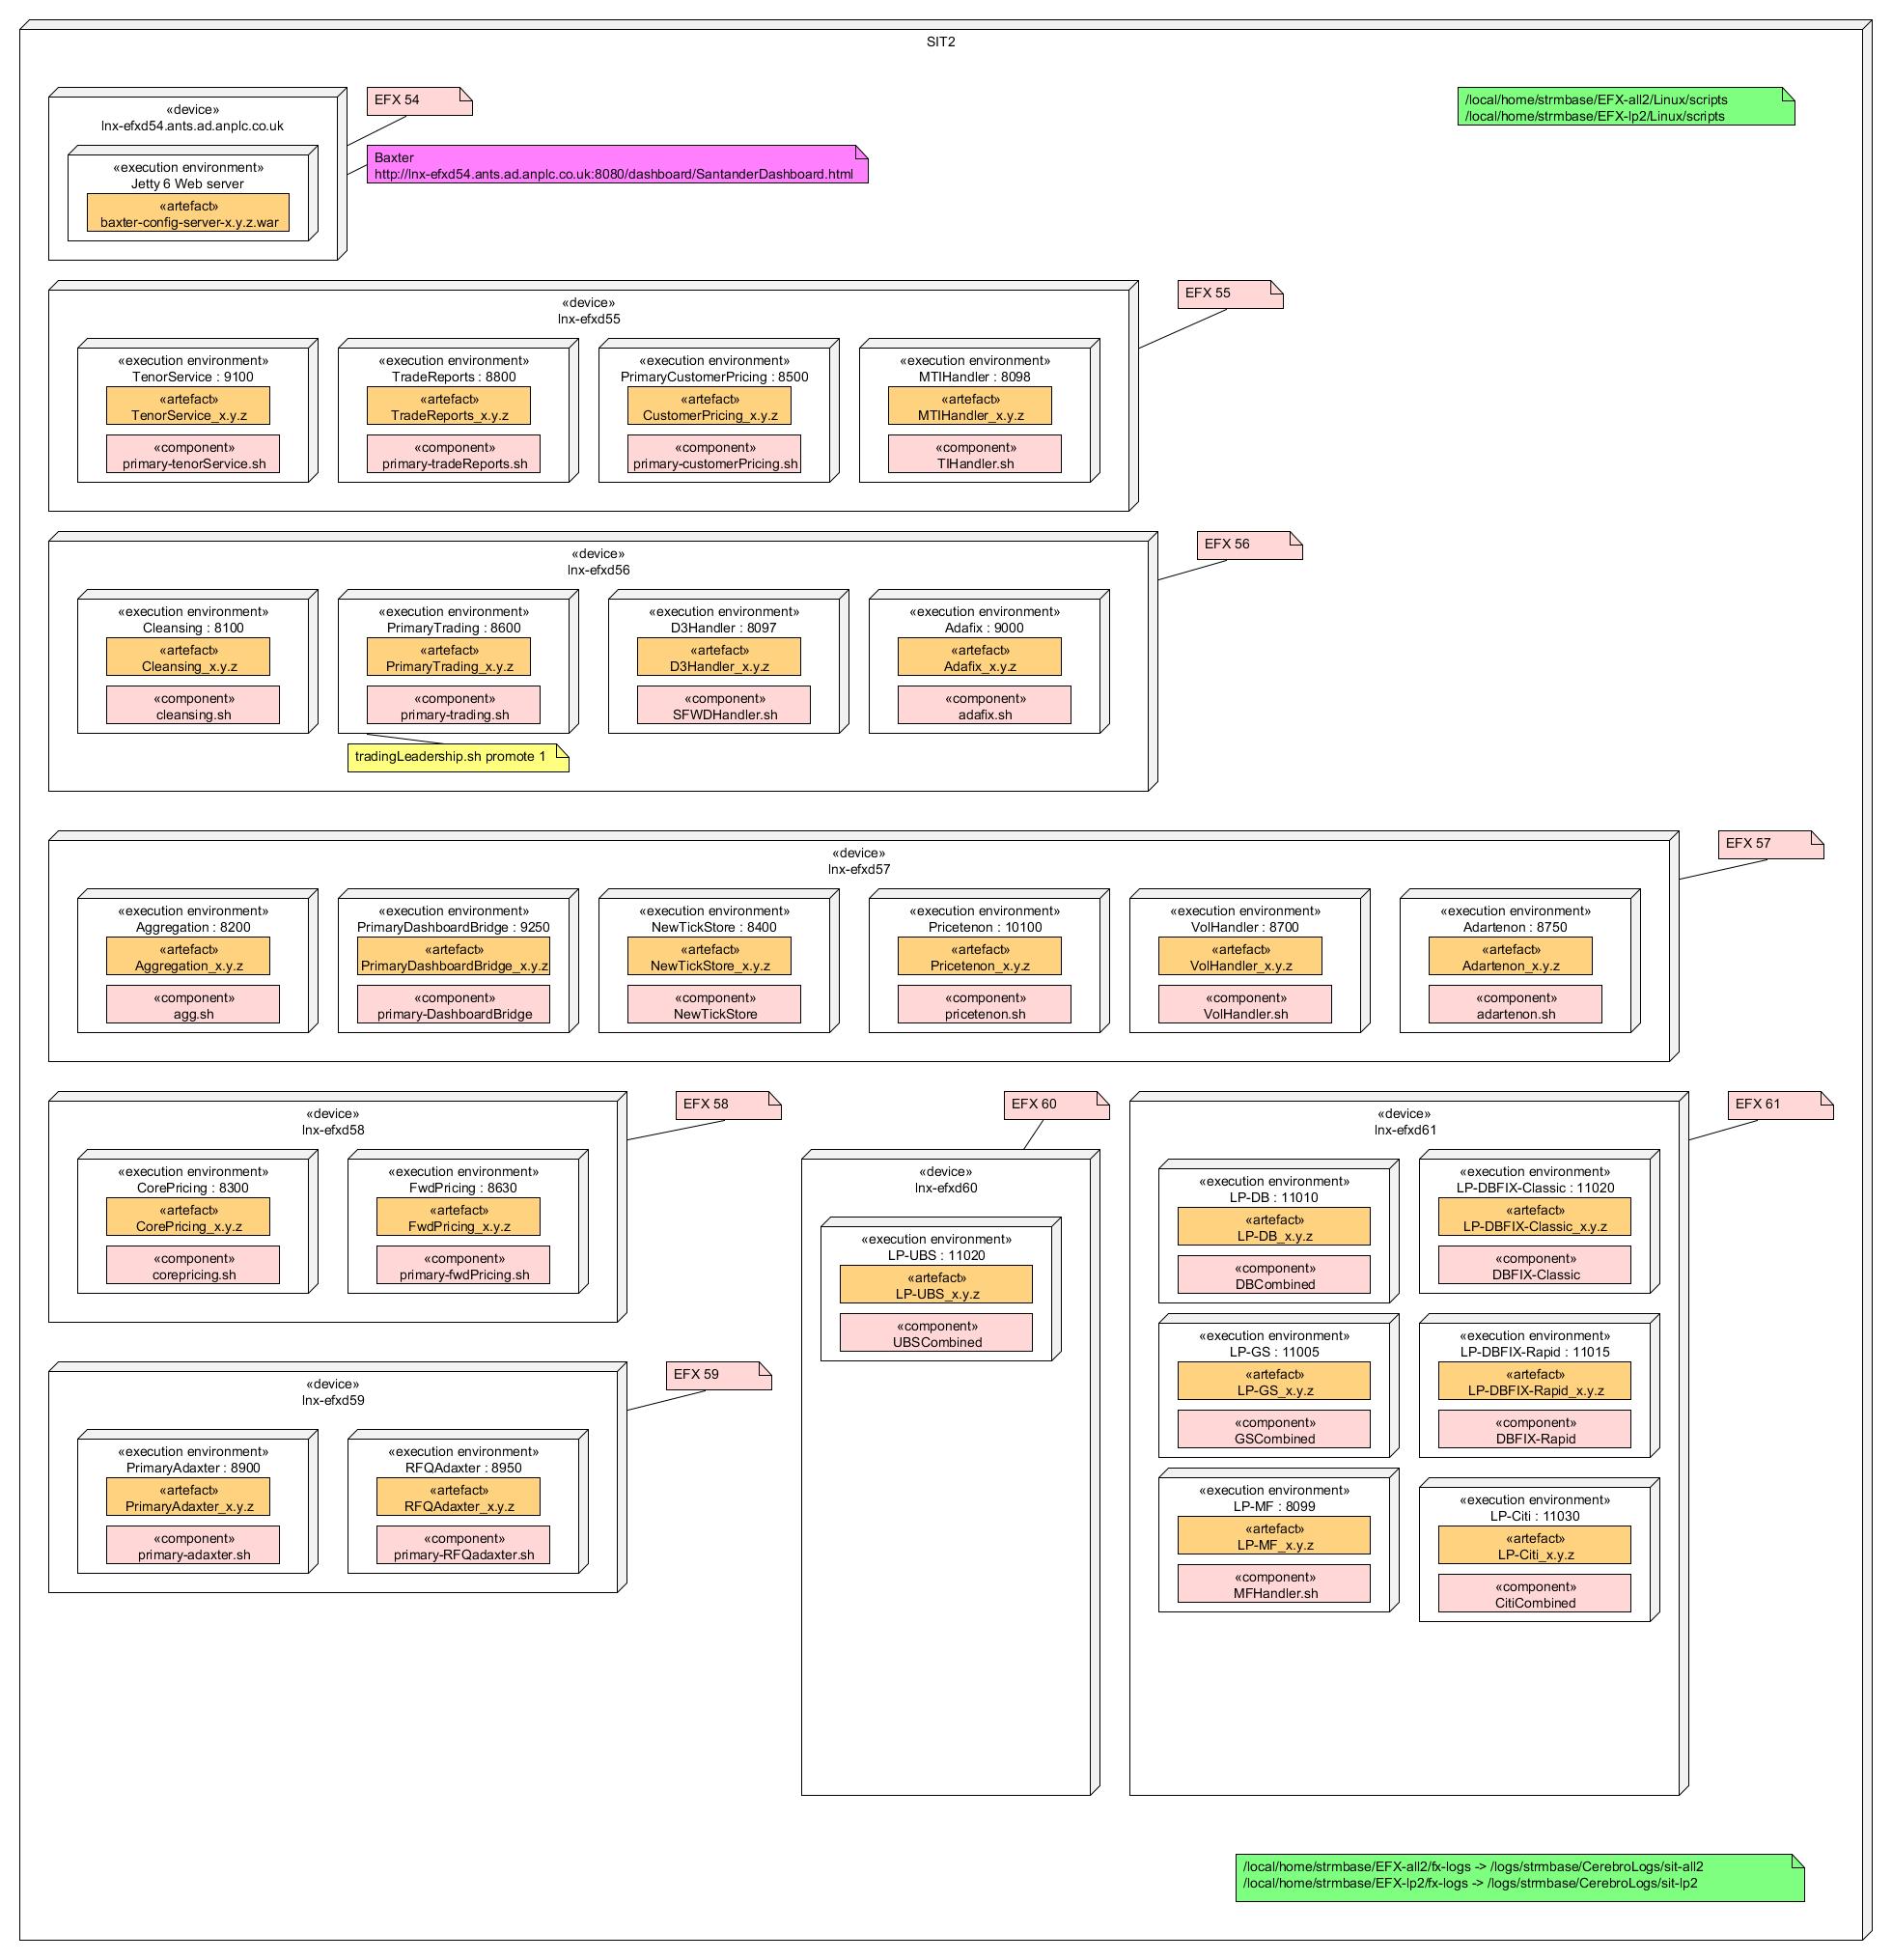 SIT2
«device»
lnx-efxd54.ants.ad.anplc.co.uk
«execution environment»
Jetty 6 Web server
«artefact»
baxter-config-server-x.y.z.war
EFX 54
Baxter
http://lnx-efxd54.ants.ad.anplc.co.uk:8080/dashboard/SantanderDashboard.html
/local/home/strmbase/EFX-all2/Linux/scripts
/local/home/strmbase/EFX-lp2/Linux/scripts
«device»
lnx-efxd55
EFX 55
«execution environment»
TenorService : 9100
«artefact»
TenorService_x.y.z
«component»
primary-tenorService.sh
«execution environment»
TradeReports : 8800
«artefact»
TradeReports_x.y.z
«component»
primary-tradeReports.sh
«execution environment»
PrimaryCustomerPricing : 8500
«artefact»
CustomerPricing_x.y.z
«component»
primary-customerPricing.sh
«execution environment»
MTIHandler : 8098
«artefact»
MTIHandler_x.y.z
«component»
TIHandler.sh
«device»
lnx-efxd56
EFX 56
«execution environment»
Cleansing : 8100
«artefact»
Cleansing_x.y.z
«component»
cleansing.sh
«execution environment»
PrimaryTrading : 8600
«artefact»
PrimaryTrading_x.y.z
«component»
primary-trading.sh
tradingLeadership.sh promote 1
«execution environment»
D3Handler : 8097
«artefact»
D3Handler_x.y.z
«component»
SFWDHandler.sh
«execution environment»
Adafix : 9000
«artefact»
Adafix_x.y.z
«component»
adafix.sh
«device»
lnx-efxd57
EFX 57
«execution environment»
Aggregation : 8200
«artefact»
Aggregation_x.y.z
«component»
agg.sh
«execution environment»
PrimaryDashboardBridge : 9250
«artefact»
PrimaryDashboardBridge_x.y.z
«component»
primary-DashboardBridge
«execution environment»
NewTickStore : 8400
«artefact»
NewTickStore_x.y.z
«component»
NewTickStore
«execution environment»
Pricetenon : 10100
«artefact»
Pricetenon_x.y.z
«component»
pricetenon.sh
«execution environment»
VolHandler : 8700
«artefact»
VolHandler_x.y.z
«component»
VolHandler.sh
«execution environment»
Adartenon : 8750
«artefact»
Adartenon_x.y.z
«component»
adartenon.sh
«device»
lnx-efxd58
EFX 58
«execution environment»
CorePricing : 8300
«artefact»
CorePricing_x.y.z
«component»
corepricing.sh
«execution environment»
FwdPricing : 8630
«artefact»
FwdPricing_x.y.z
«component»
primary-fwdPricing.sh
«device»
lnx-efxd59
EFX 59
«execution environment»
PrimaryAdaxter : 8900
«artefact»
PrimaryAdaxter_x.y.z
«component»
primary-adaxter.sh
«execution environment»
RFQAdaxter : 8950
«artefact»
RFQAdaxter_x.y.z
«component»
primary-RFQadaxter.sh
EFX 60
«device»
lnx-efxd60
«execution environment»
LP-UBS : 11020
«artefact»
LP-UBS_x.y.z
«component»
UBSCombined
«device»
lnx-efxd61
EFX 61
«execution environment»
LP-DB : 11010
«artefact»
LP-DB_x.y.z
«component»
DBCombined
«execution environment»
LP-DBFIX-Classic : 11020
«artefact»
LP-DBFIX-Classic_x.y.z
«component»
DBFIX-Classic
«execution environment»
LP-GS : 11005
«artefact»
LP-GS_x.y.z
«component»
GSCombined
«execution environment»
LP-DBFIX-Rapid : 11015
«artefact»
LP-DBFIX-Rapid_x.y.z
«component»
DBFIX-Rapid
«execution environment»
LP-MF : 8099
«artefact»
LP-MF_x.y.z
«component»
MFHandler.sh
«execution environment»
LP-Citi : 11030
«artefact»
LP-Citi_x.y.z
«component»
CitiCombined
/local/home/strmbase/EFX-all2/fx-logs -> /logs/strmbase/CerebroLogs/sit-all2
/local/home/strmbase/EFX-lp2/fx-logs -> /logs/strmbase/CerebroLogs/sit-lp2